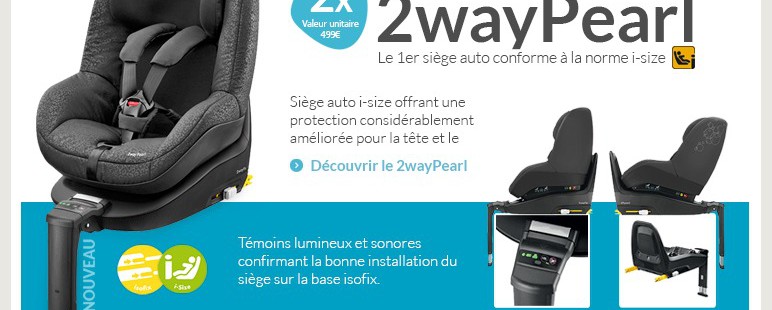 2x
Valeur unitaire
499€
2wayPearl
Le 1er siège auto conforme à la norme i-size
Siège auto i-size offrant une
protection considérablement
améliorée pour la tête et le
Découvrir le 2wayPearl
NOUVEAU
isofix
i-Size
Témoins lumineux et sonores
confirmant la bonne installation du
siège sur la base isofix.